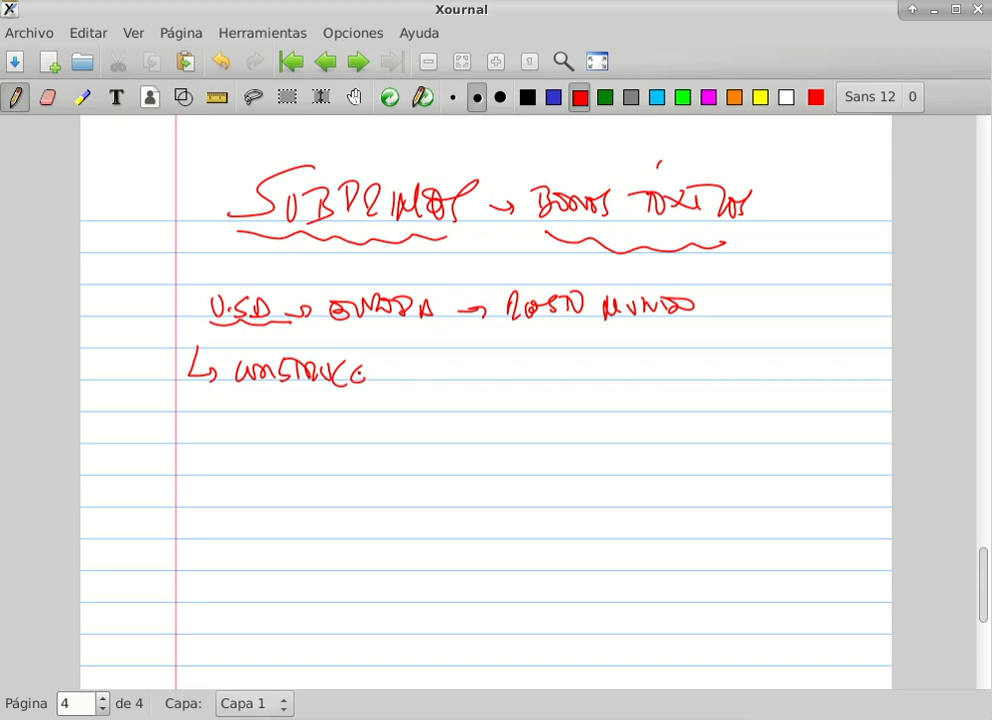 Xournal
Archivo Editar Ver Página Herramientas Opciones Ayuda
T Sans 12 0
SUBPRIMES → BONOS TÓXICOS
U.S.A → EUROPA → RESTO MUNDO
↳ CONSTRUCC
Página 4 de 4 Capa: Capa 1